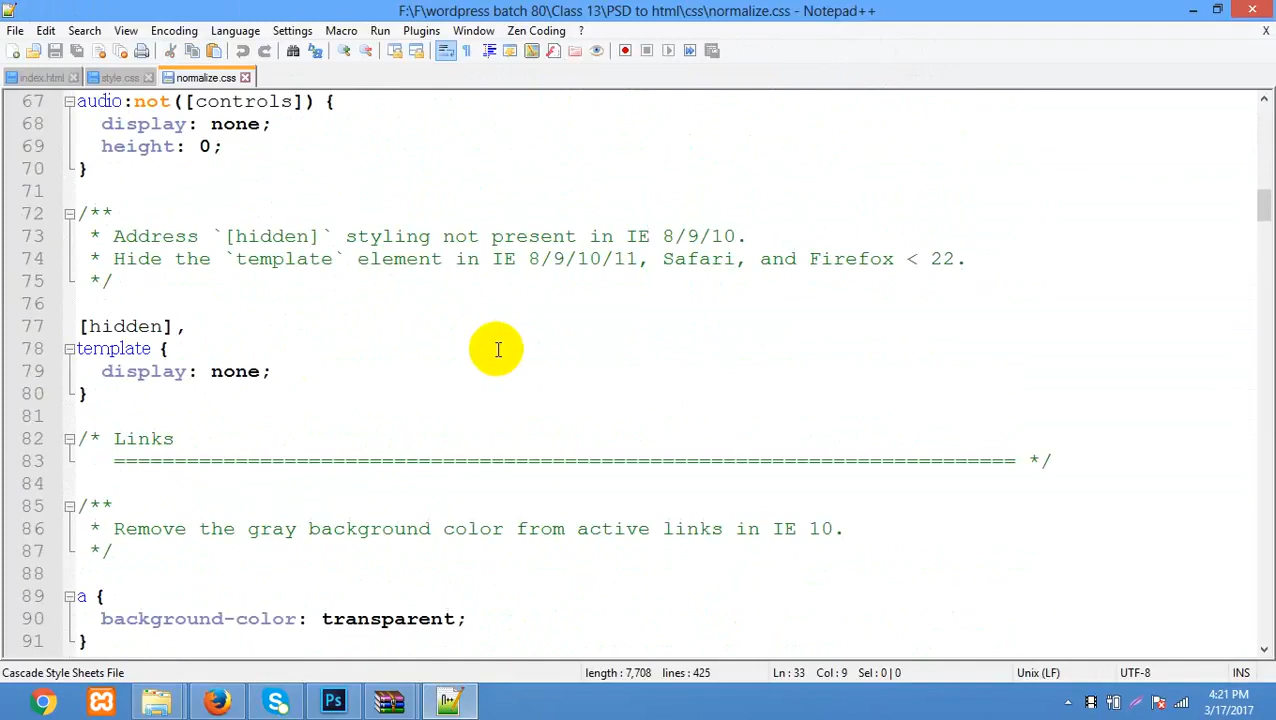 F:\F\wordpress batch 80\Class 13\PSD to html\css\normalize.css - Notepad++
File Edit Search View Encoding Language Settings Macro Run Plugins Window Zen Coding ? X
index.html style.css normalize.css
67 audio:not([controls]) {
68 display: none;
69 height: 0;
70 }
71
72 /**
73 * Address `[hidden]` styling not present in IE 8/9/10.
74 * Hide the `template` element in IE 8/9/10/11, Safari, and Firefox < 22.
75 */
76
77 [hidden],
78 template {
79 display: none;
80 }
81
82 /* Links
83 ========================================================================== */
84
85 /**
86 * Remove the gray background color from active links in IE 10.
87 */
88
89 a {
90 background-color: transparent;
91 }
Cascade Style Sheets File length : 7,708 lines : 425 Ln : 33 Col : 9 Sel : 0 | 0 Unix (LF) UTF-8 INS
Ps
4:21 PM
3/17/2017